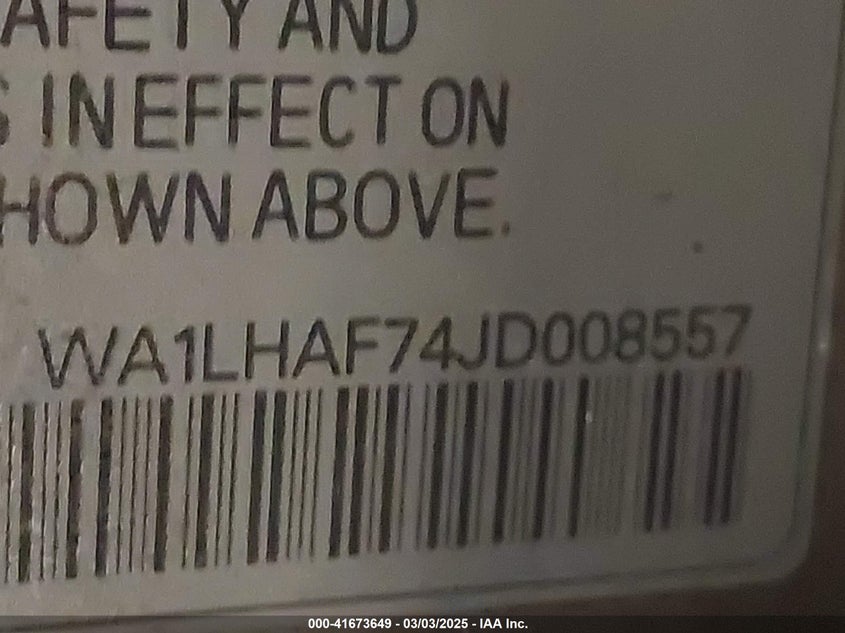 AFETY AND
S IN EFFECT ON
HOWN ABOVE.
WA1LHAF74JD008557
000-41673649 - 03/03/2025 - IAA Inc.